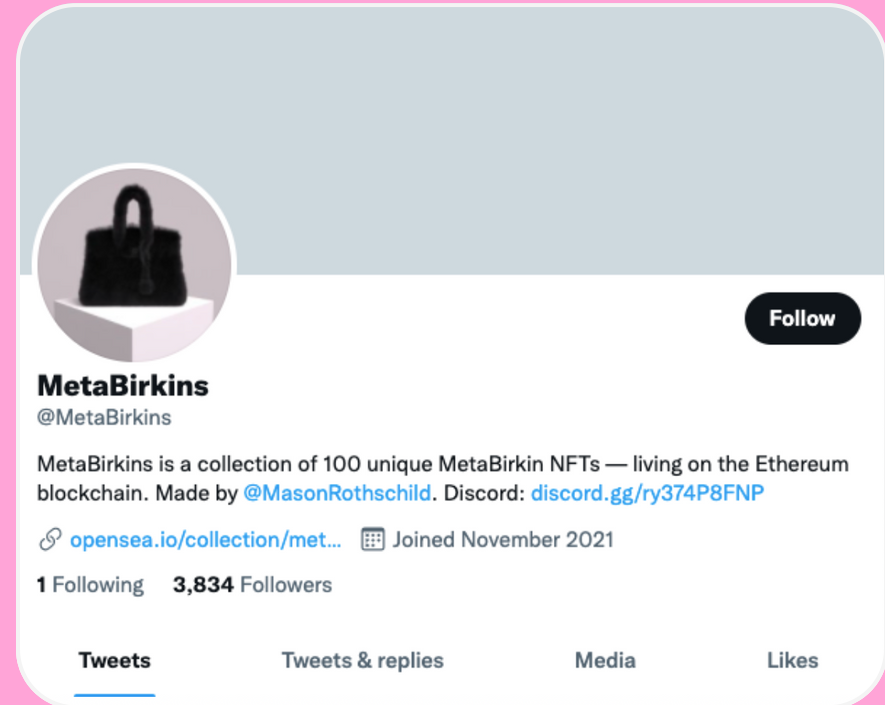 Follow
MetaBirkins
@MetaBirkins
MetaBirkins is a collection of 100 unique MetaBirkin NFTs — living on the Ethereum
blockchain. Made by @MasonRothschild. Discord: discord.gg/ry374P8FNP
opensea.io/collection/met... Joined November 2021
1 Following 3,834 Followers
Tweets Tweets & replies Media Likes